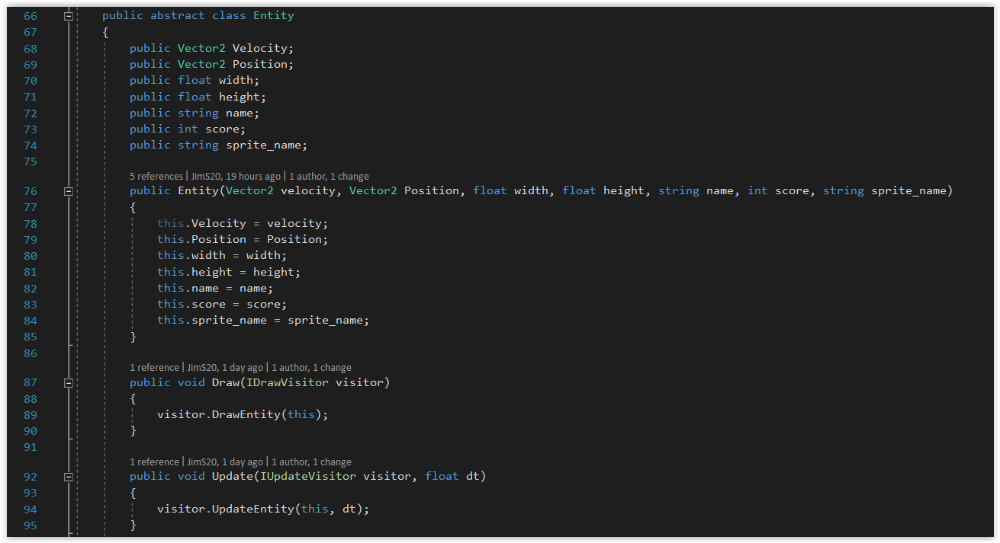 66 public abstract class Entity
67 {
68 public Vector2 Velocity;
69 public Vector2 Position;
70 public float width;
71 public float height;
72 public string name;
73 public int score;
74 public string sprite_name;
75
5 references | JimS20, 19 hours ago | 1 author, 1 change
76 public Entity(Vector2 velocity, Vector2 Position, float width, float height, string name, int score, string sprite_name)
77 {
78 this.Velocity = velocity;
79 this.Position = Position;
80 this.width = width;
81 this.height = height;
82 this.name = name;
83 this.score = score;
84 this.sprite_name = sprite_name;
85 }
86
1 reference | JimS20, 1 day ago | 1 author, 1 change
87 public void Draw(IDrawVisitor visitor)
88 {
89 visitor.DrawEntity(this);
90 }
91
1 reference | JimS20, 1 day ago | 1 author, 1 change
92 public void Update(IUpdateVisitor visitor, float dt)
93 {
94 visitor.UpdateEntity(this, dt);
95 }